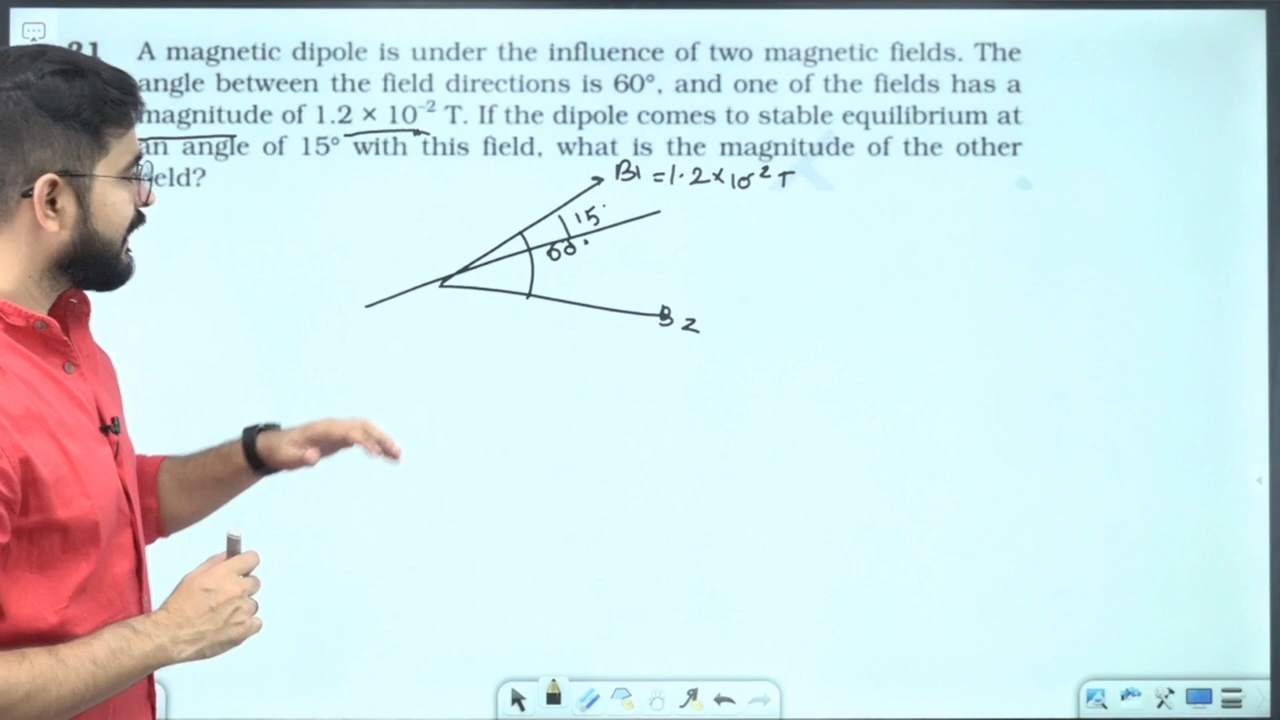 21 A magnetic dipole is under the influence of two magnetic fields. The
angle between the field directions is 60°, and one of the fields has a
magnitude of 1.2 × 10⁻² T. If the dipole comes to stable equilibrium at
an angle of 15° with this field, what is the magnitude of the other
eld?
B1 = 1.2 × 10⁻² T
15°
60°
B2